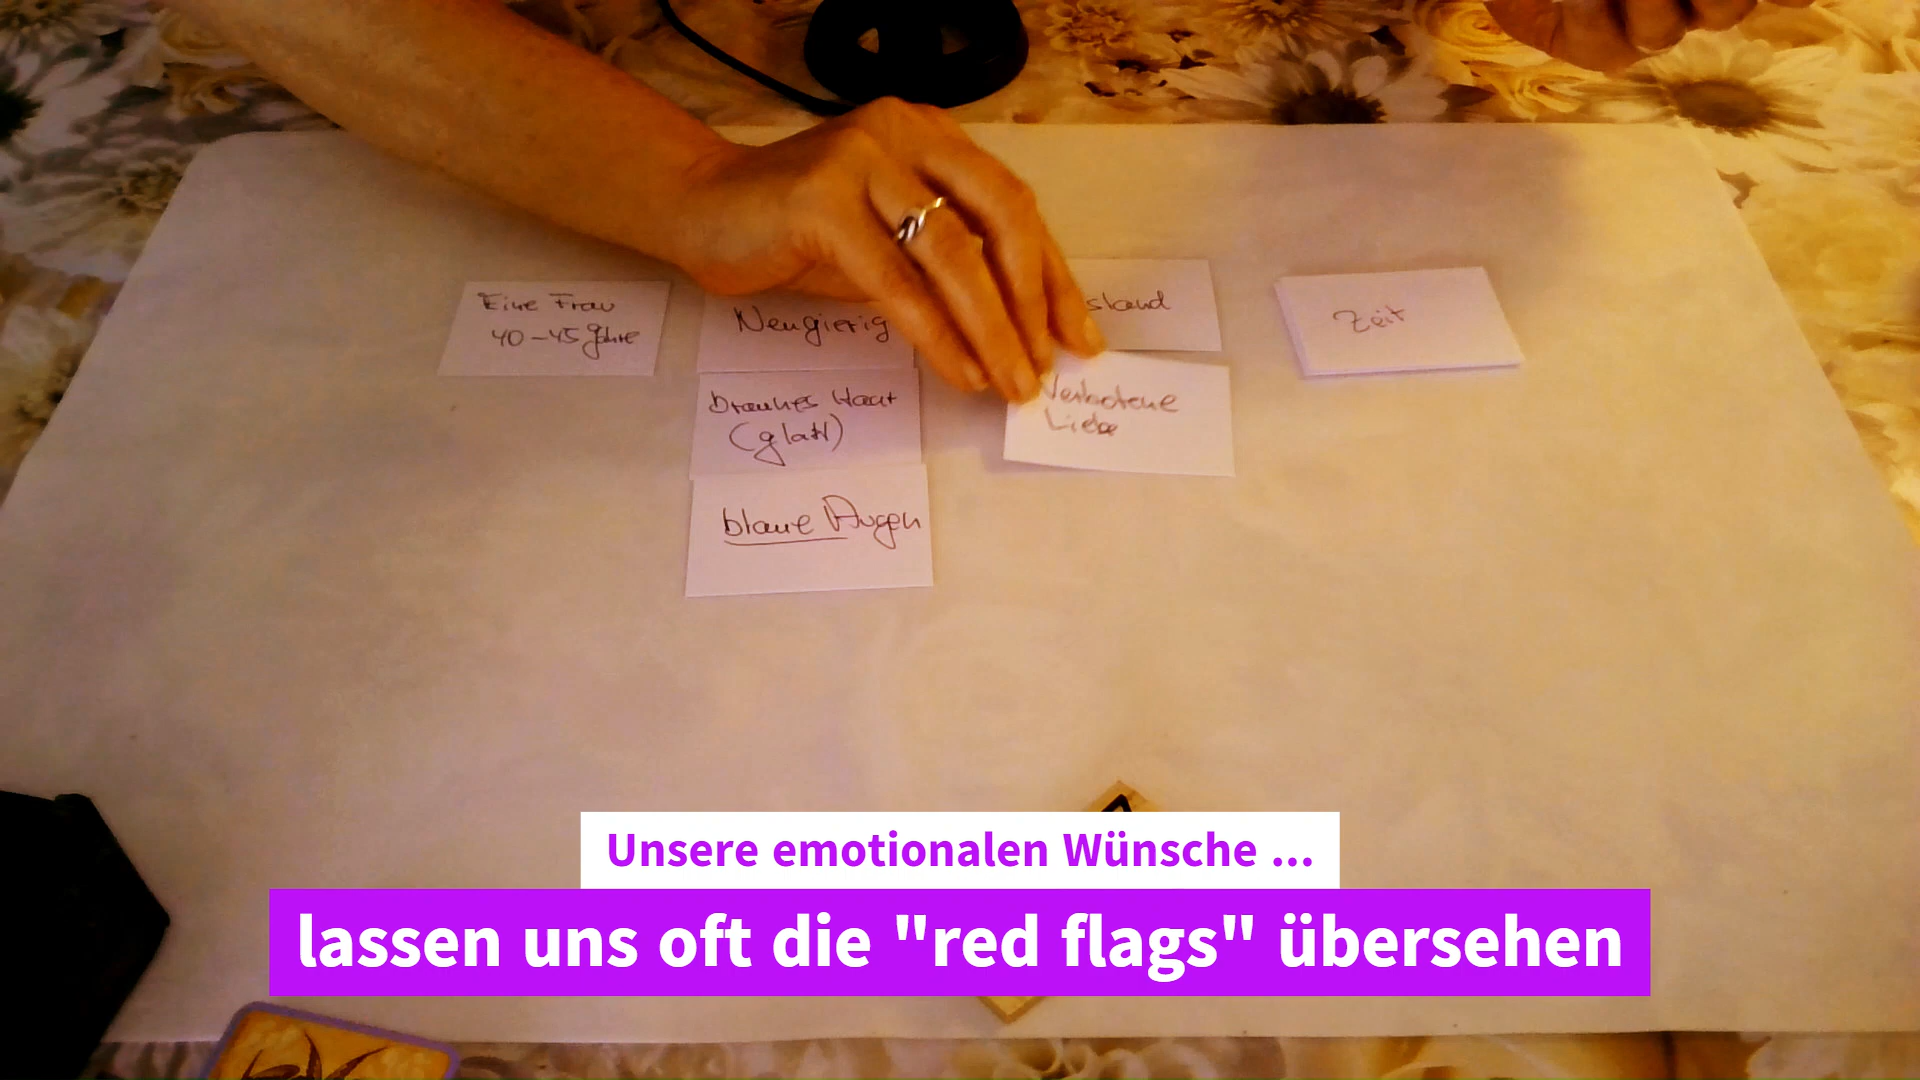 Eine Frau
40-45 Jahre
Neugierig
braunes Haar
(glatt)
blaue Augen
Verbotene
Liebe
Zeit
Unsere emotionalen Wünsche ...
lassen uns oft die "red flags" übersehen